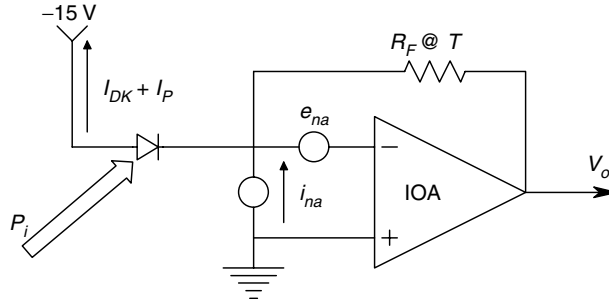 −15 V
R_F @ T
I_DK + I_P
e_na
−
IOA
V_o
i_na
+
P_i